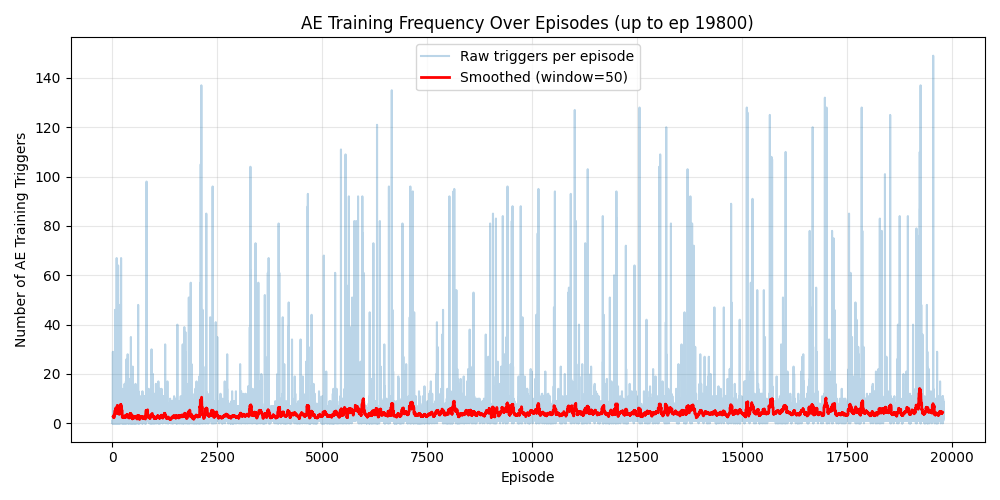 AE Training Frequency Over Episodes (up to ep 19800)
Raw triggers per episode
Smoothed (window=50)
Number of AE Training Triggers
140
120
100
80
60
40
20
0
0 2500 5000 7500 10000 12500 15000 17500 20000
Episode